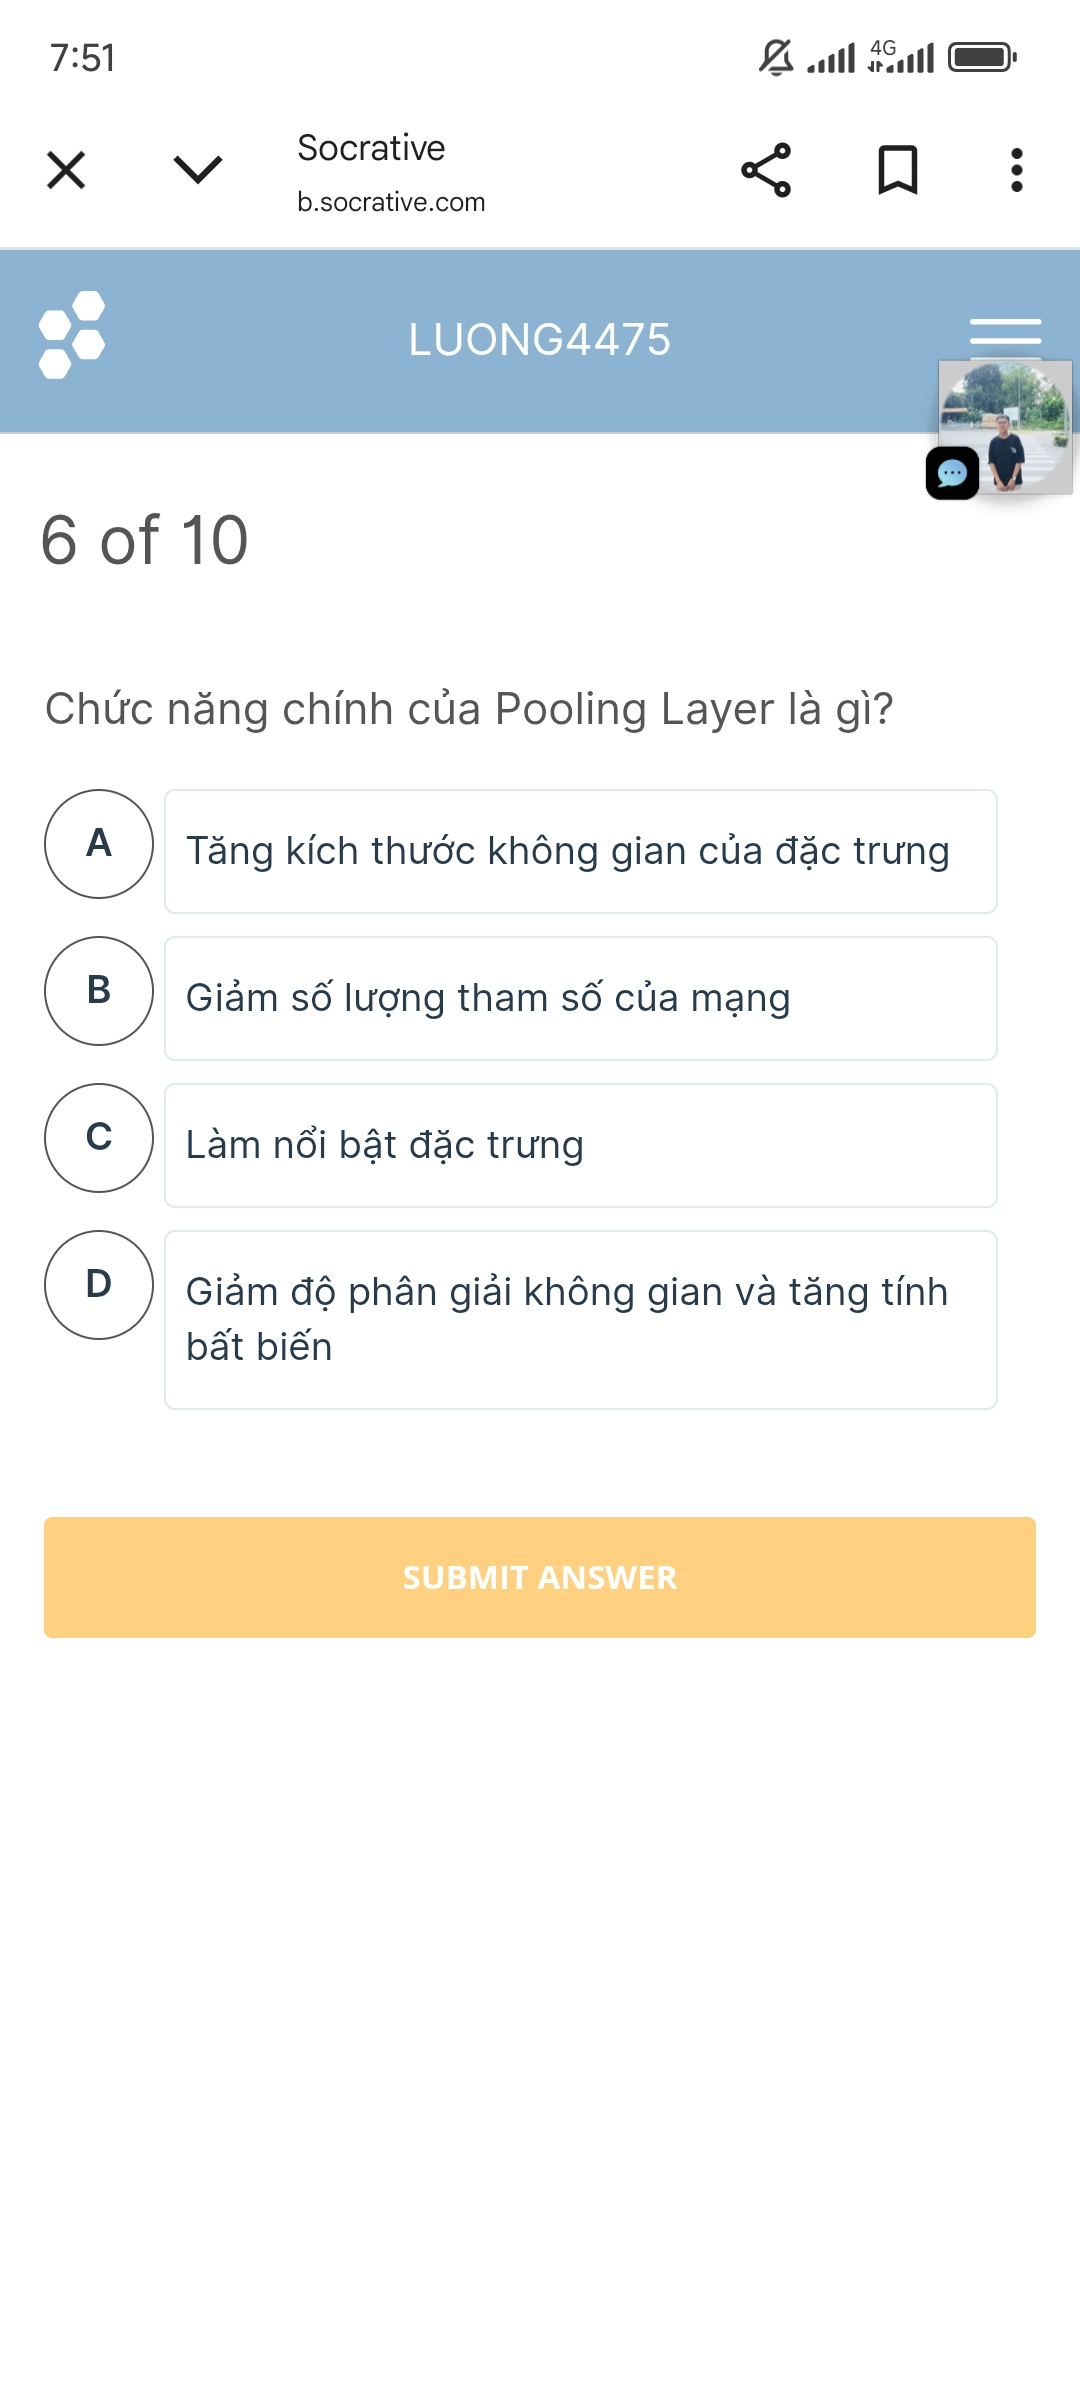 7:51
4G
Socrative
b.socrative.com
LUONG4475
6 of 10
Chức năng chính của Pooling Layer là gì?
A
Tăng kích thước không gian của đặc trưng
B
Giảm số lượng tham số của mạng
C
Làm nổi bật đặc trưng
D
Giảm độ phân giải không gian và tăng tính
bất biến
SUBMIT ANSWER